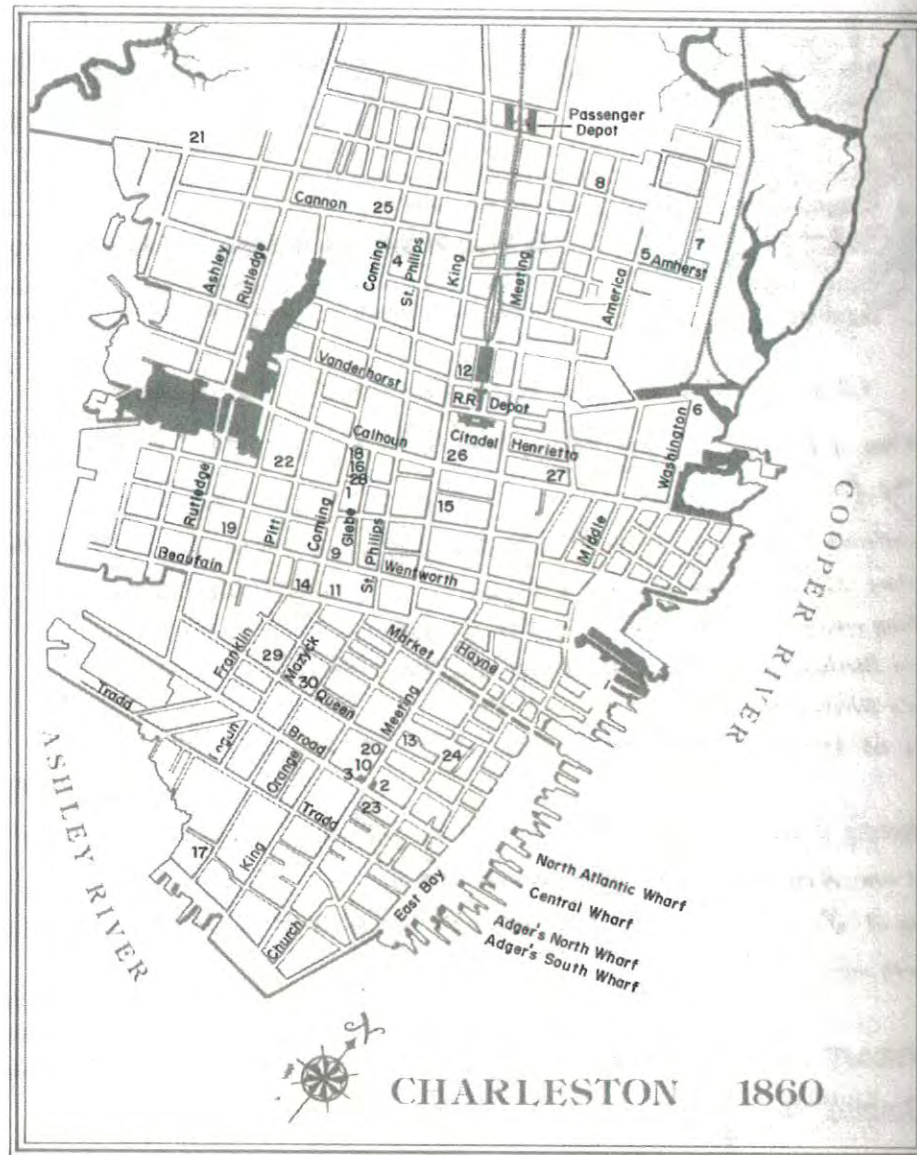 Passenger
Depot
21
8
Cannon
25
Ashley
Rutledge
Coming
4
St. Philips
King
Meeting
America
5
Amherst
7
Vanderhorst
12
R.R. Depot
Calhoun
Citadel
Henrietta
Washington
6
18
16
28
26
27
22
1
15
Rutledge
19
Pitt
Coming
Glebe
9
St. Philips
Middle
Beaufain
Wentworth
14
11
Franklin
29
Mazyck
30
Queen
Market
Hayne
Tradd
Broad
Meeting
20
13
24
10
3
2
Orange
23
Tradd
17
King
Church
East Bay
COOPER RIVER
ASHLEY RIVER
North Atlantic Wharf
Central Wharf
Adger's North Wharf
Adger's South Wharf
CHARLESTON 1860